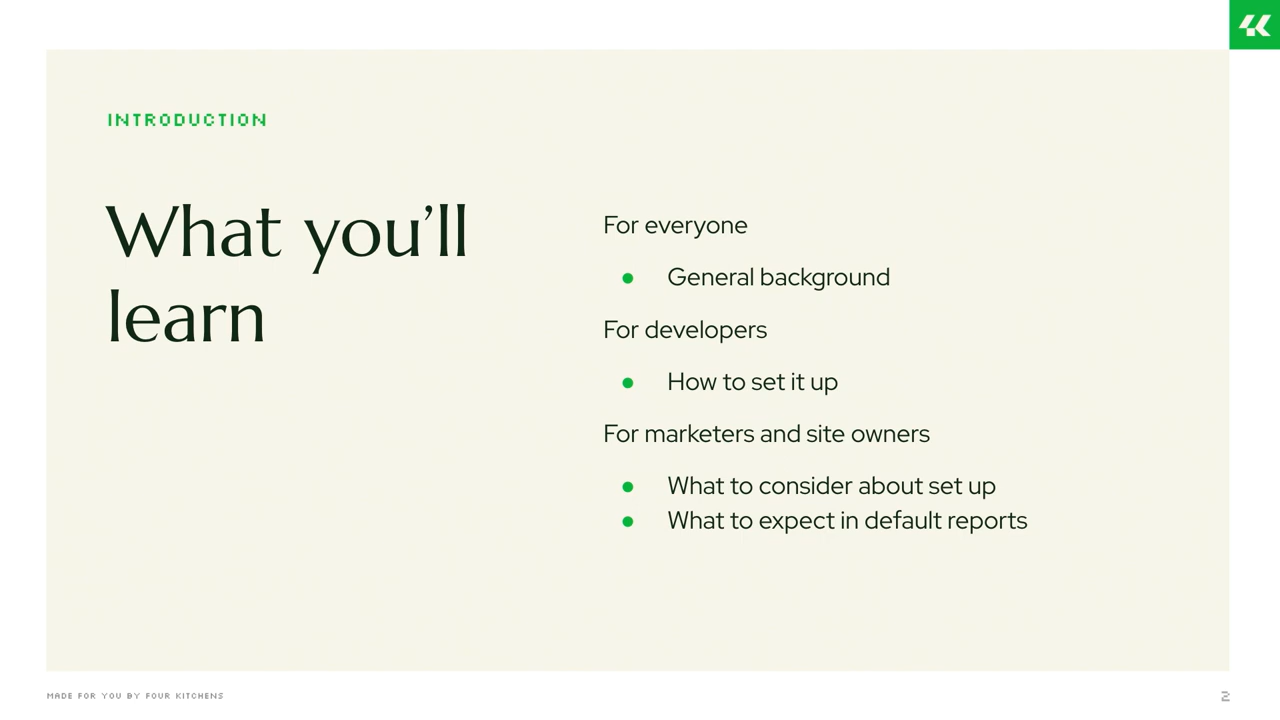 INTRODUCTION
What you’ll
learn
For everyone
● General background
For developers
● How to set it up
For marketers and site owners
● What to consider about set up
● What to expect in default reports
MADE FOR YOU BY FOUR KITCHENS
2